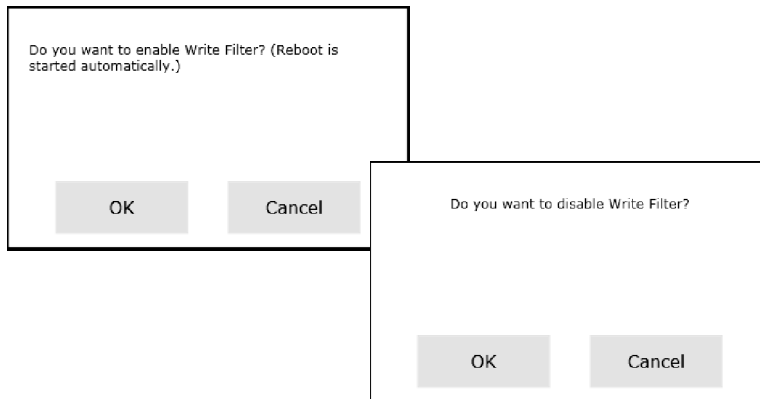 Do you want to enable Write Filter? (Reboot is
started automatically.)
OK
Cancel
Do you want to disable Write Filter?
OK
Cancel